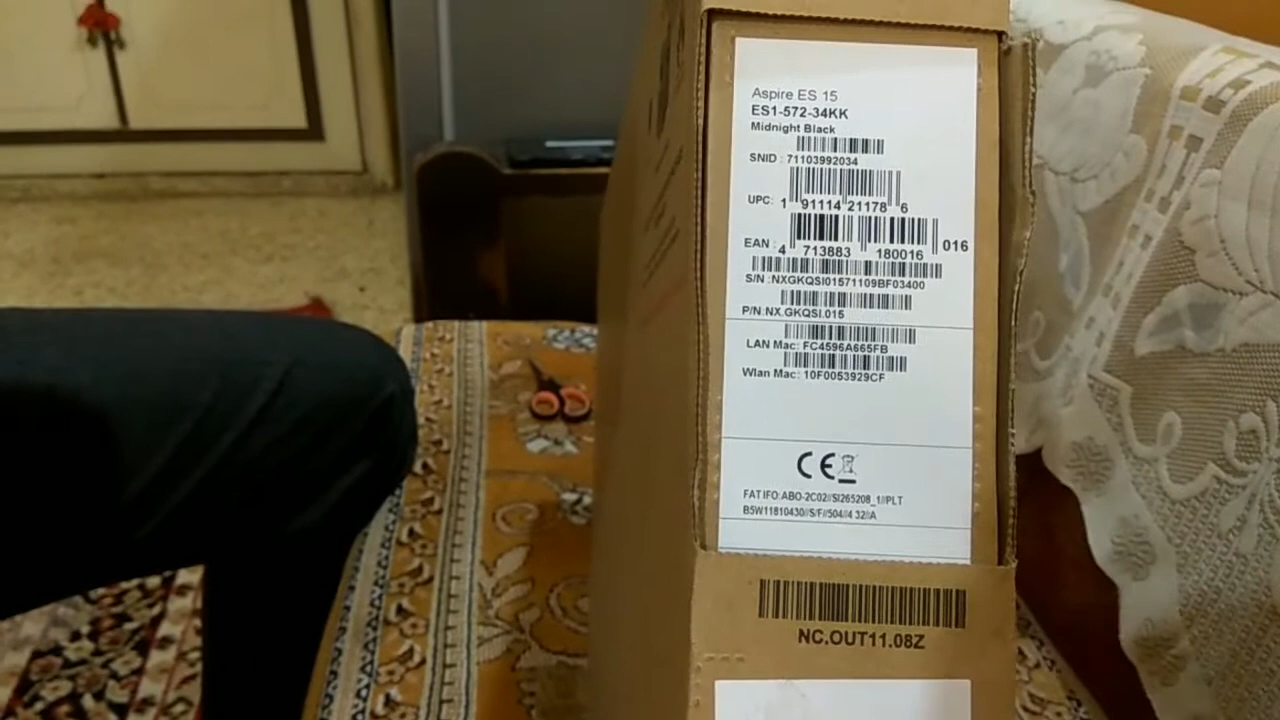 Aspire ES 15
ES1-572-34KK
Midnight Black
SNID : 71103992034
UPC: 1 91114 21178 6
EAN : 4 713883 180016 016
S/N :NXGKQSI01571109BF03400
P/N.NX.GKQSI.015
LAN Mac: FC4596A665FB
Wlan Mac: 10F0053929CF
CE
FAT IFO:ABO-2C02//SI265208_1//PLT
B5W11810430//S/F//504//4 32//A
NC.OUT11.08Z